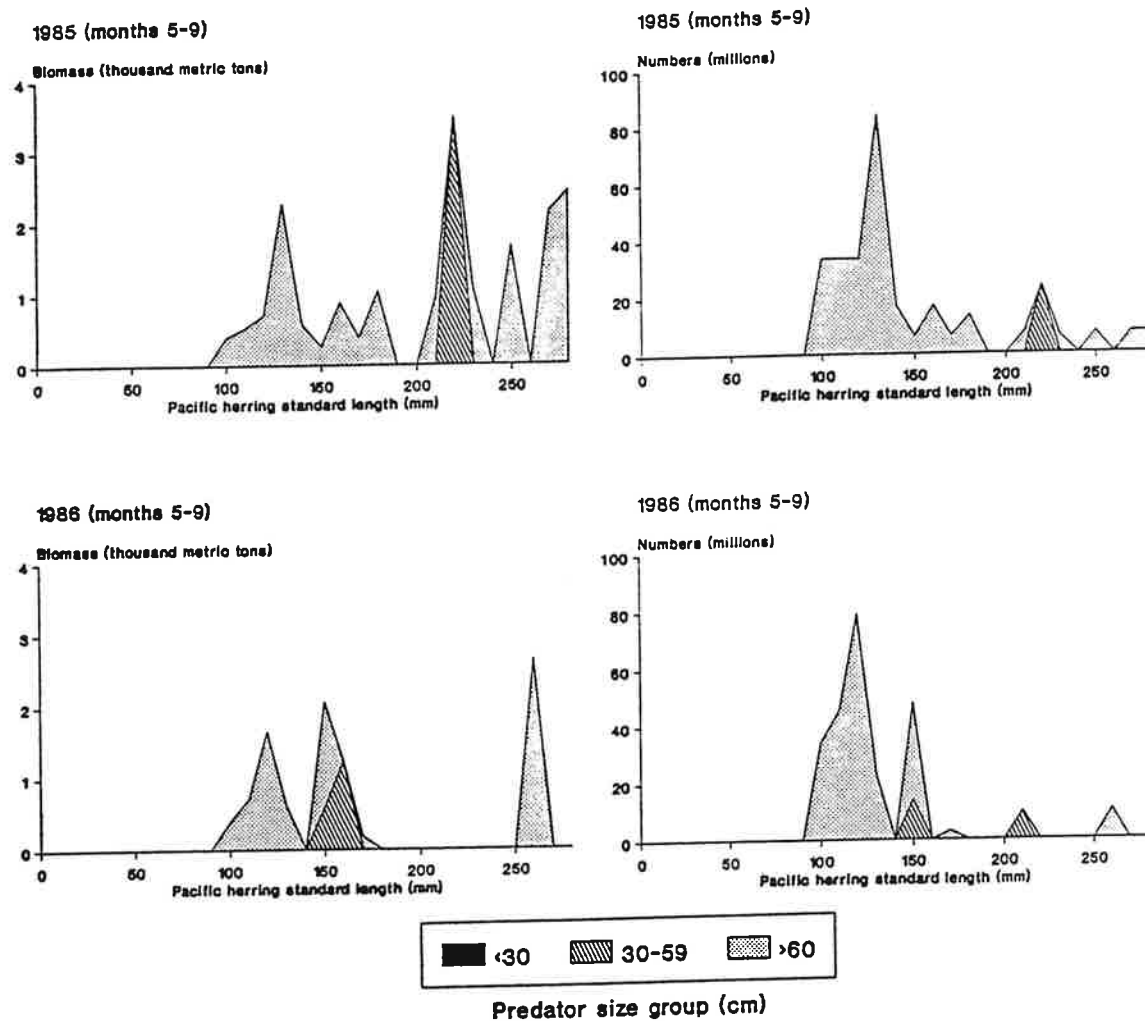 1985 (months 5-9)
Biomass (thousand metric tons)
4
3
2
1
0
0 50 100 150 200 250
Pacific herring standard length (mm)
1985 (months 5-9)
Numbers (millions)
100
80
60
40
20
0
0 50 100 150 200 250
Pacific herring standard length (mm)
1986 (months 5-9)
Biomass (thousand metric tons)
4
3
2
1
0
0 50 100 150 200 250
Pacific herring standard length (mm)
1986 (months 5-9)
Numbers (millions)
100
80
60
40
20
0
0 50 100 150 200 250
Pacific herring standard length (mm)
<30 30-59 >60
Predator size group (cm)